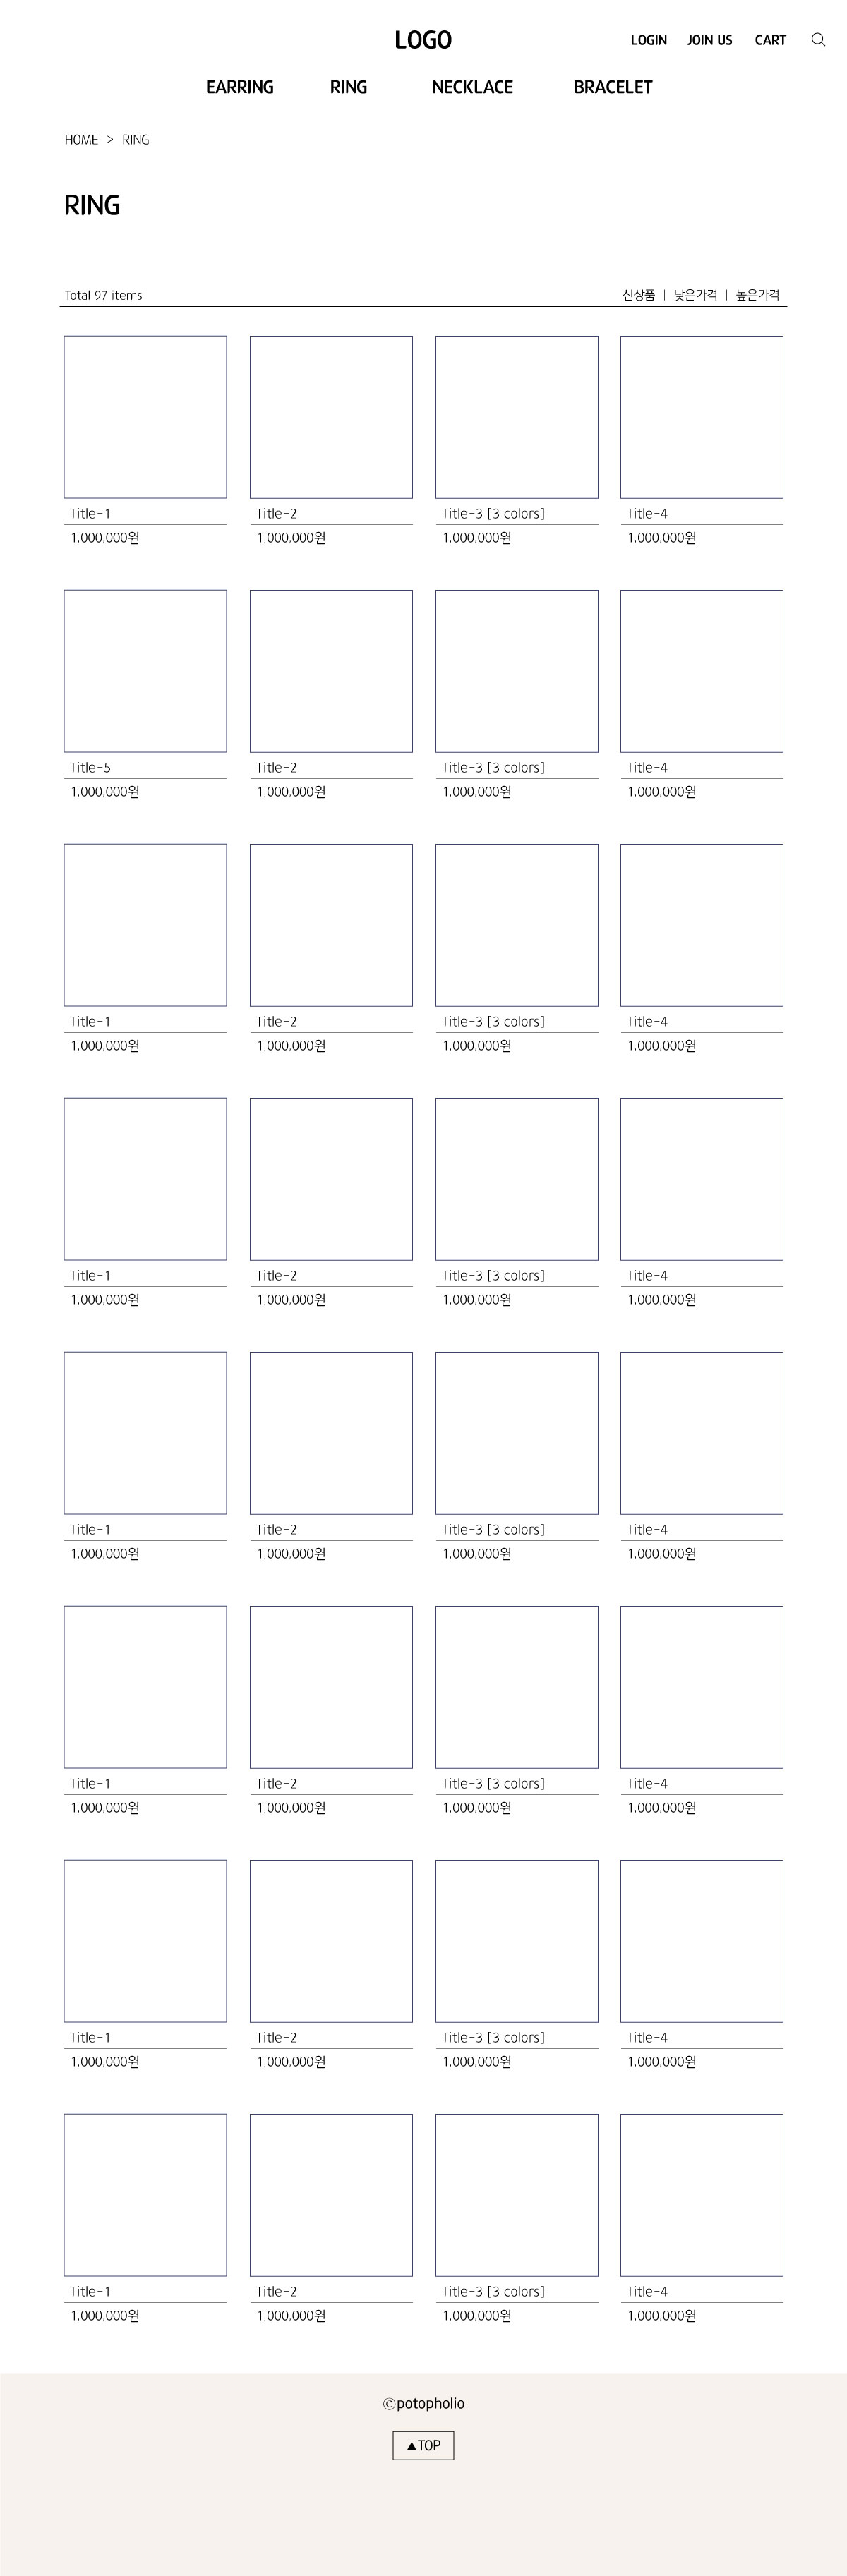 LOGO
LOGIN JOIN US CART
EARRING RING NECKLACE BRACELET
HOME > RING
RING
Total 97 items 신상품 | 낮은가격 | 높은가격
Title-1 Title-2 Title-3 [3 colors] Title-4
1,000,000원 1,000,000원 1,000,000원 1,000,000원
Title-5 Title-2 Title-3 [3 colors] Title-4
1,000,000원 1,000,000원 1,000,000원 1,000,000원
Title-1 Title-2 Title-3 [3 colors] Title-4
1,000,000원 1,000,000원 1,000,000원 1,000,000원
Title-1 Title-2 Title-3 [3 colors] Title-4
1,000,000원 1,000,000원 1,000,000원 1,000,000원
Title-1 Title-2 Title-3 [3 colors] Title-4
1,000,000원 1,000,000원 1,000,000원 1,000,000원
Title-1 Title-2 Title-3 [3 colors] Title-4
1,000,000원 1,000,000원 1,000,000원 1,000,000원
Title-1 Title-2 Title-3 [3 colors] Title-4
1,000,000원 1,000,000원 1,000,000원 1,000,000원
Title-1 Title-2 Title-3 [3 colors] Title-4
1,000,000원 1,000,000원 1,000,000원 1,000,000원
©potopholio
▲TOP